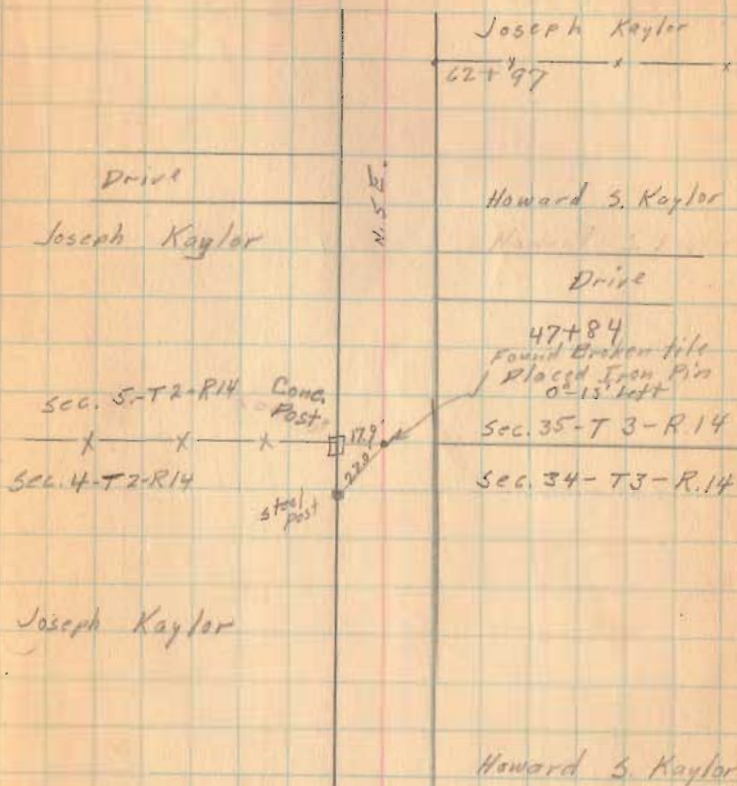 Joseph Kaylor
62+97
Drive
N. 5 E.
Howard S. Kaylor
Joseph Kaylor
Drive
47+84
Found Broken tile
Placed Iron Pin
0°-15' Left
Sec. 5-T2-R14
Conc.
Post
17.9'
Sec. 35-T3-R.14
Sec. 4-T2-R14
22.9
Sec. 34-T3-R.14
steel
post
Joseph Kaylor
Howard S. Kaylor